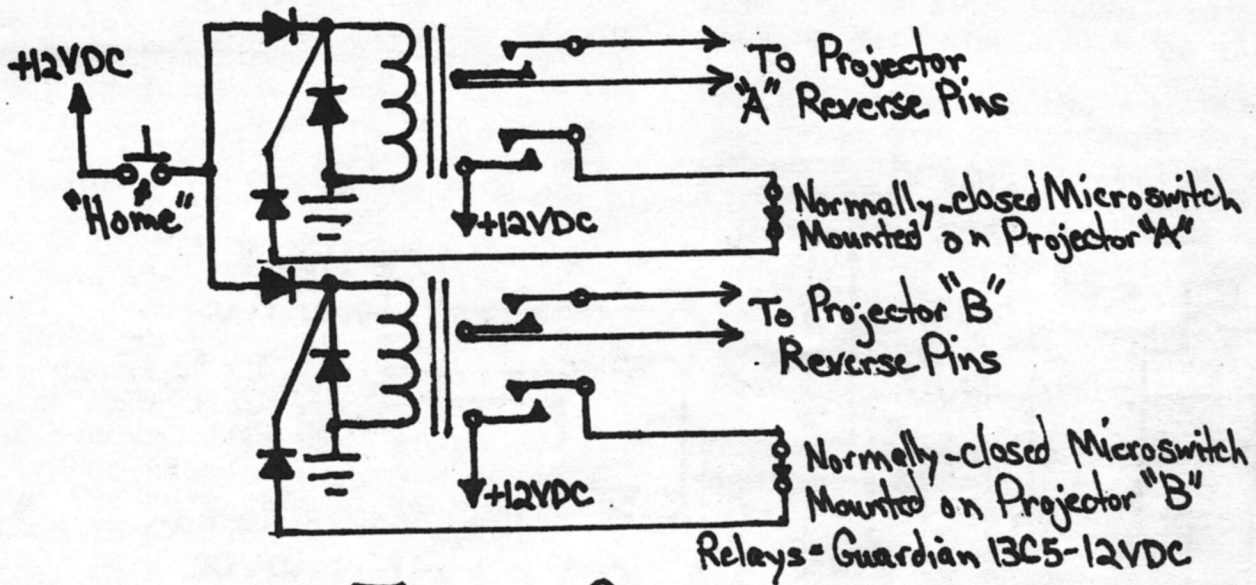 +12VDC
"Home"
To Projector
"A" Reverse Pins
+12VDC
Normally-closed Microswitch
Mounted on Projector "A"
To Projector "B"
Reverse Pins
+12VDC
Normally-closed Microswitch
Mounted on Projector "B"
Relays = Guardian 13C5-12VDC